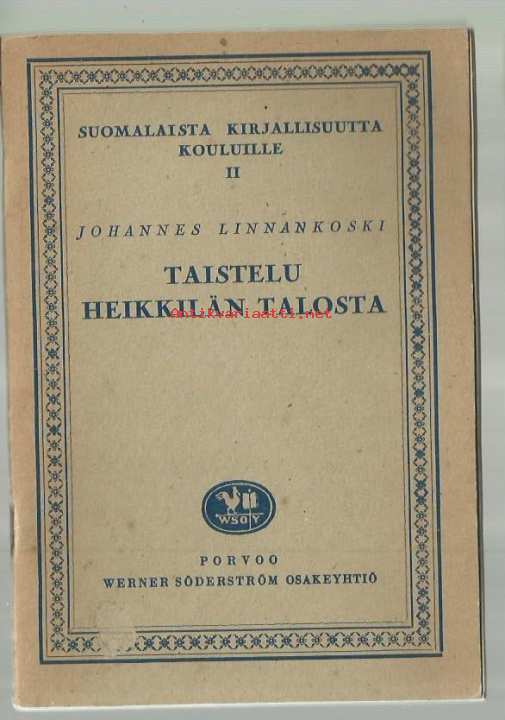 SUOMALAISTA KIRJALLISUUTTA
KOULUILLE
II
JOHANNES LINNANKOSKI
TAISTELU
HEIKKILÄN TALOSTA
Antikvariaatti.net
WSOY
PORVOO
WERNER SÖDERSTRÖM OSAKEYHTIÖ